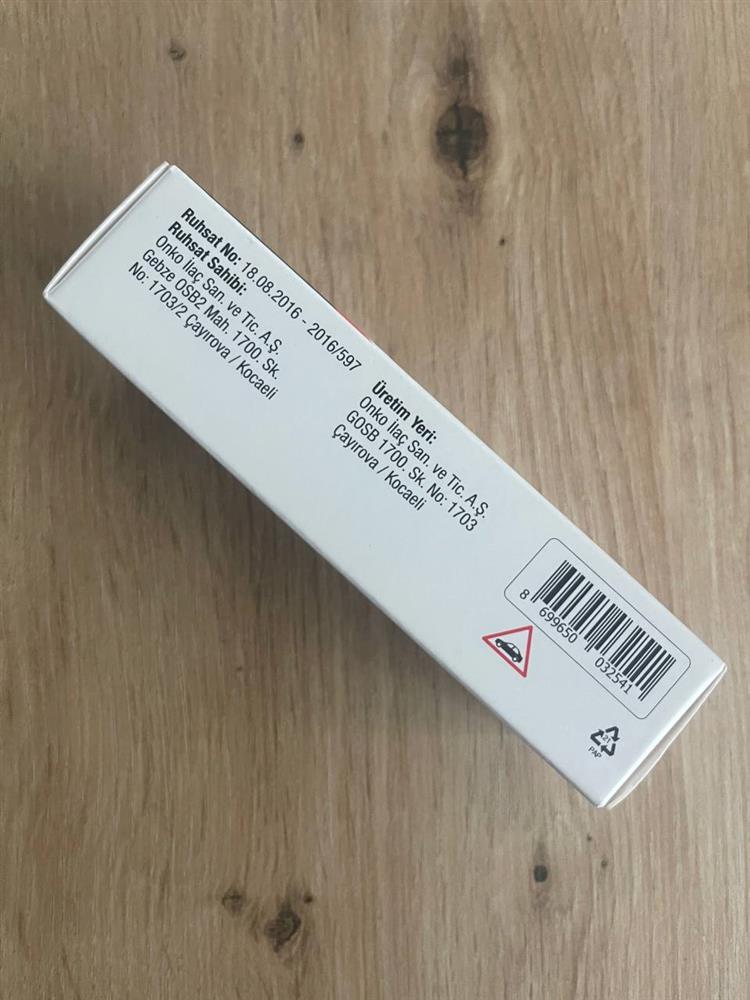 Ruhsat No: 18.08.2016 - 2016/597
Ruhsat Sahibi:
Onko İlaç San. ve Tic. A.Ş.
Gebze OSB2 Mah. 1700. Sk.
No: 1703/2 Çayırova / Kocaeli
Üretim Yeri:
Onko İlaç San. ve Tic. A.Ş.
GOSB 1700. Sk. No: 1703
Çayırova / Kocaeli
8 699650 032541
21
PAP